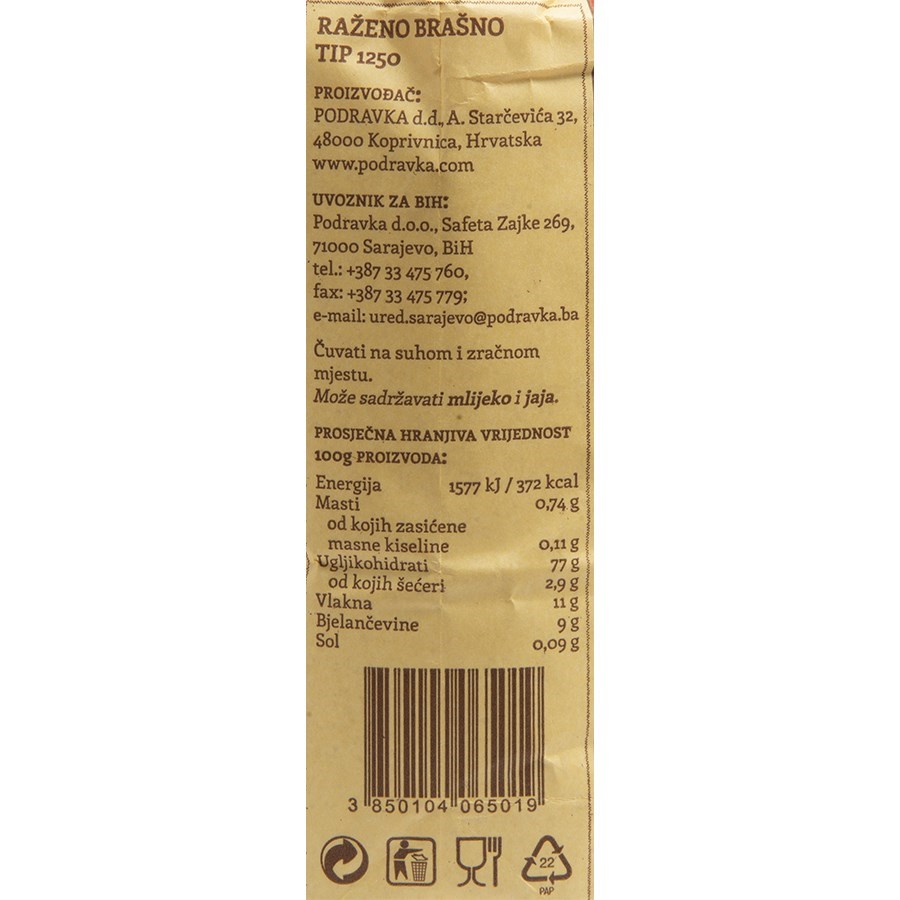 RAŽENO BRAŠNO
TIP 1250
PROIZVOĐAČ:
PODRAVKA d.d., A. Starčevića 32,
48000 Koprivnica, Hrvatska
www.podravka.com
UVOZNIK ZA BIH:
Podravka d.o.o., Safeta Zajke 269,
71000 Sarajevo, BiH
tel.: +387 33 475 760,
fax: +387 33 475 779;
e-mail: ured.sarajevo@podravka.ba
Čuvati na suhom i zračnom
mjestu.
Može sadržavati mlijeko i jaja.
PROSJEČNA HRANJIVA VRIJEDNOST
100g PROIZVODA:
Energija 1577 kJ / 372 kcal
Masti 0,74 g
od kojih zasićene
masne kiseline 0,11 g
Ugljikohidrati 77 g
od kojih šećeri 2,9 g
Vlakna 11 g
Bjelančevine 9 g
Sol 0,09 g
3 850104 065019
22
PAP